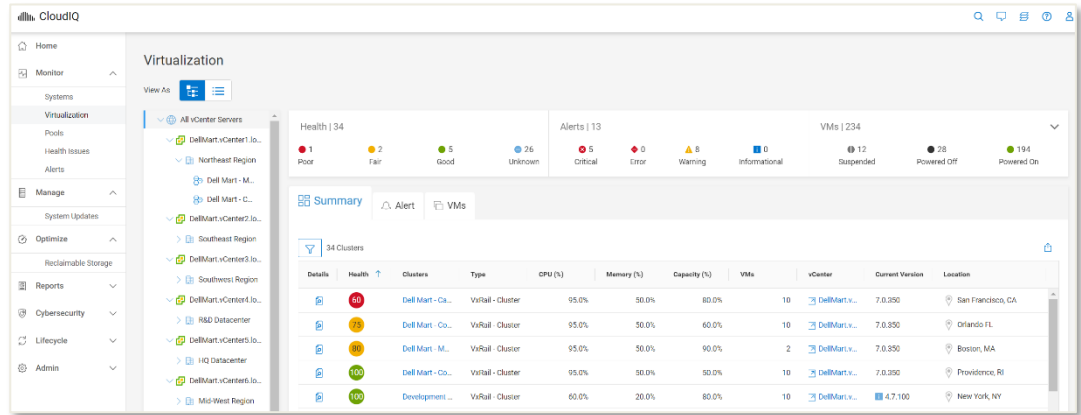 CloudIQ
Home
Monitor
Systems
Virtualization
Pools
Health Issues
Alerts
Manage
System Updates
Optimize
Reclaimable Storage
Reports
Cybersecurity
Lifecycle
Admin
Virtualization
View As
All vCenter Servers
DellMart.vCenter1.lo...
Northeast Region
Dell Mart - M...
Dell Mart - C...
DellMart.vCenter2.lo...
Southeast Region
DellMart.vCenter3.lo...
Southwest Region
DellMart.vCenter4.lo...
R&D Datacenter
DellMart.vCenter5.lo...
HQ Datacenter
DellMart.vCenter6.lo...
Mid-West Region
Health | 34
1 Poor
2 Fair
5 Good
26 Unknown
Alerts | 13
5 Critical
0 Error
8 Warning
0 Informational
VMs | 234
12 Suspended
28 Powered Off
194 Powered On
Summary Alert VMs
34 Clusters
Details Health Clusters Type CPU (%) Memory (%) Capacity (%) VMs vCenter Current Version Location
60 Dell Mart - Ca... VxRail - Cluster 95.0% 50.0% 80.0% 10 DellMart.v... 7.0.350 San Francisco, CA
75 Dell Mart - Co... VxRail - Cluster 95.0% 50.0% 60.0% 10 DellMart.v... 7.0.350 Orlando FL
80 Dell Mart - M... VxRail - Cluster 95.0% 50.0% 90.0% 2 DellMart.v... 7.0.350 Boston, MA
100 Dell Mart - Co... VxRail - Cluster 95.0% 50.0% 50.0% 10 DellMart.v... 7.0.350 Providence, RI
100 Development ... VxRail - Cluster 60.0% 20.0% 80.0% 10 DellMart.v... 4.7.100 New York, NY